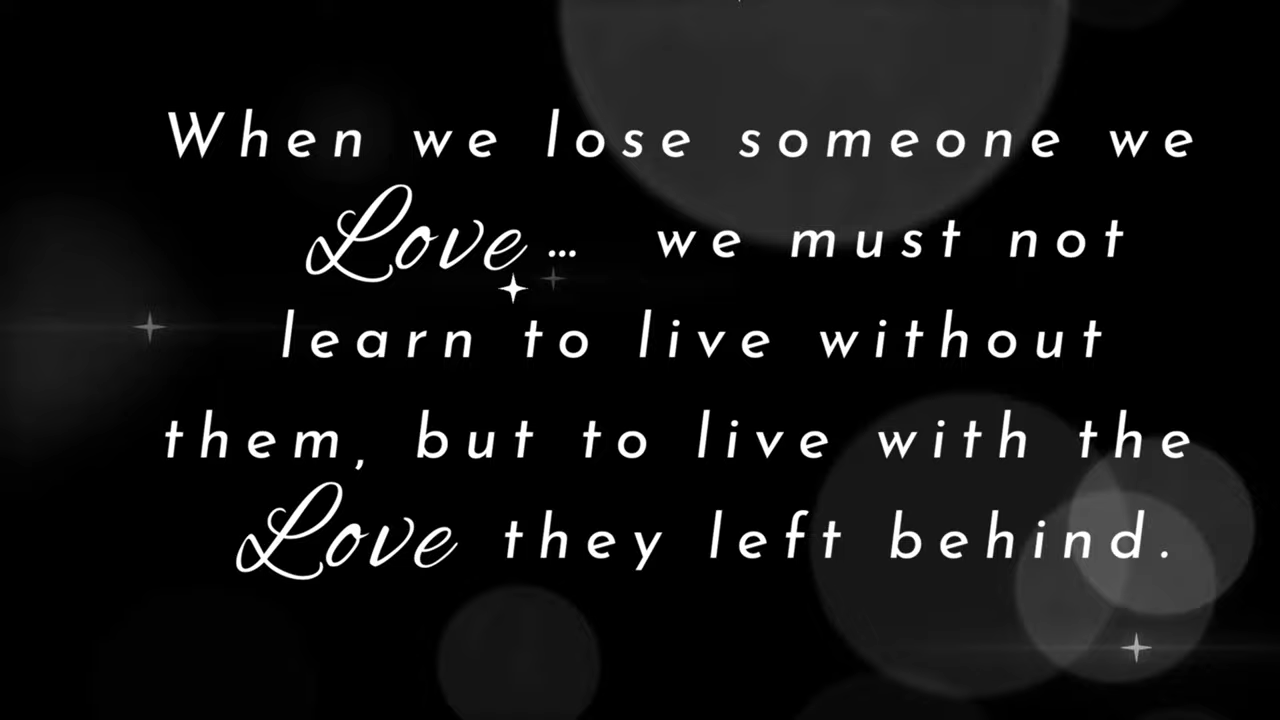 When we lose someone we
Love... we must not
learn to live without
them, but to live with the
Love they left behind.